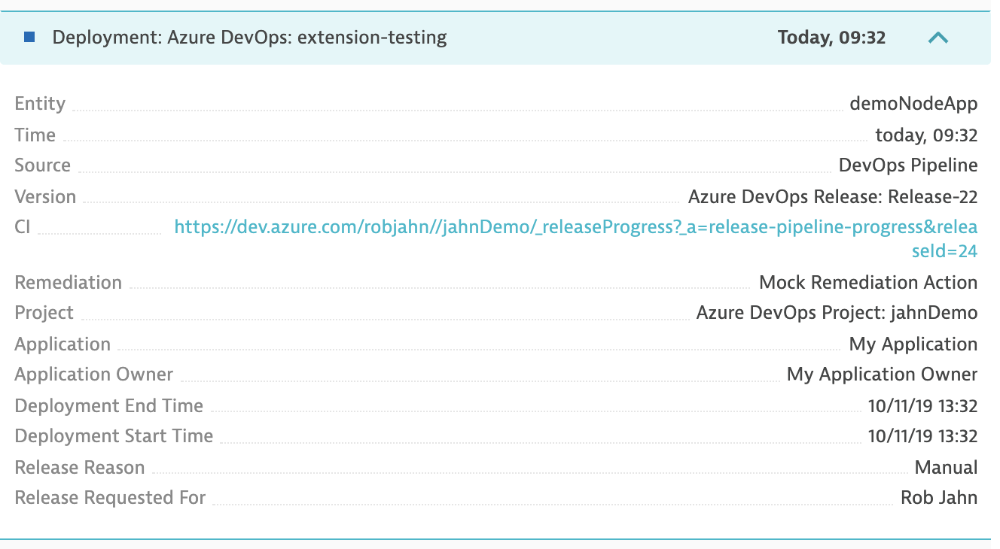 Deployment: Azure DevOps: extension-testing Today, 09:32
Entity demoNodeApp
Time today, 09:32
Source DevOps Pipeline
Version Azure DevOps Release: Release-22
CI https://dev.azure.com/robjahn//jahnDemo/_releaseProgress?_a=release-pipeline-progress&relea
seId=24
Remediation Mock Remediation Action
Project Azure DevOps Project: jahnDemo
Application My Application
Application Owner My Application Owner
Deployment End Time 10/11/19 13:32
Deployment Start Time 10/11/19 13:32
Release Reason Manual
Release Requested For Rob Jahn